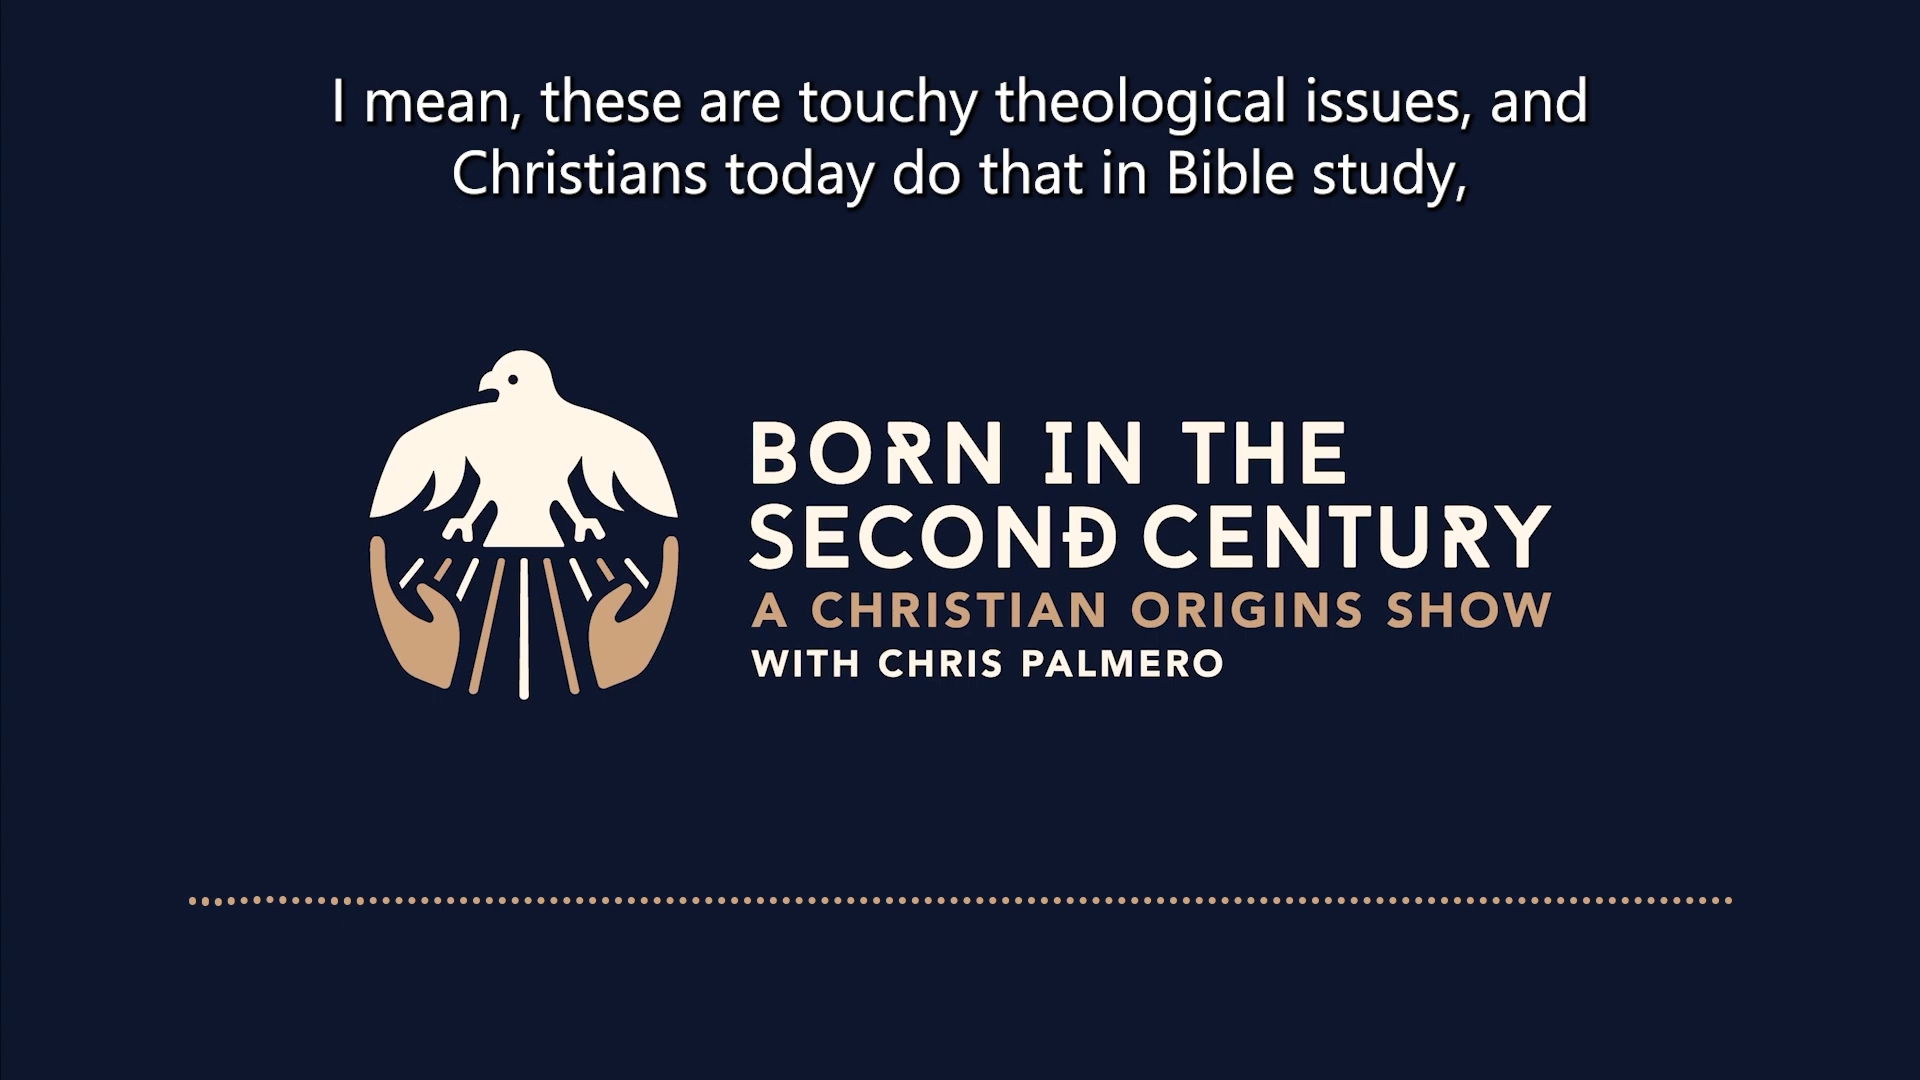 I mean, these are touchy theological issues, and
Christians today do that in Bible study,
BORN IN THE
SECOND CENTURY
A CHRISTIAN ORIGINS SHOW
WITH CHRIS PALMERO